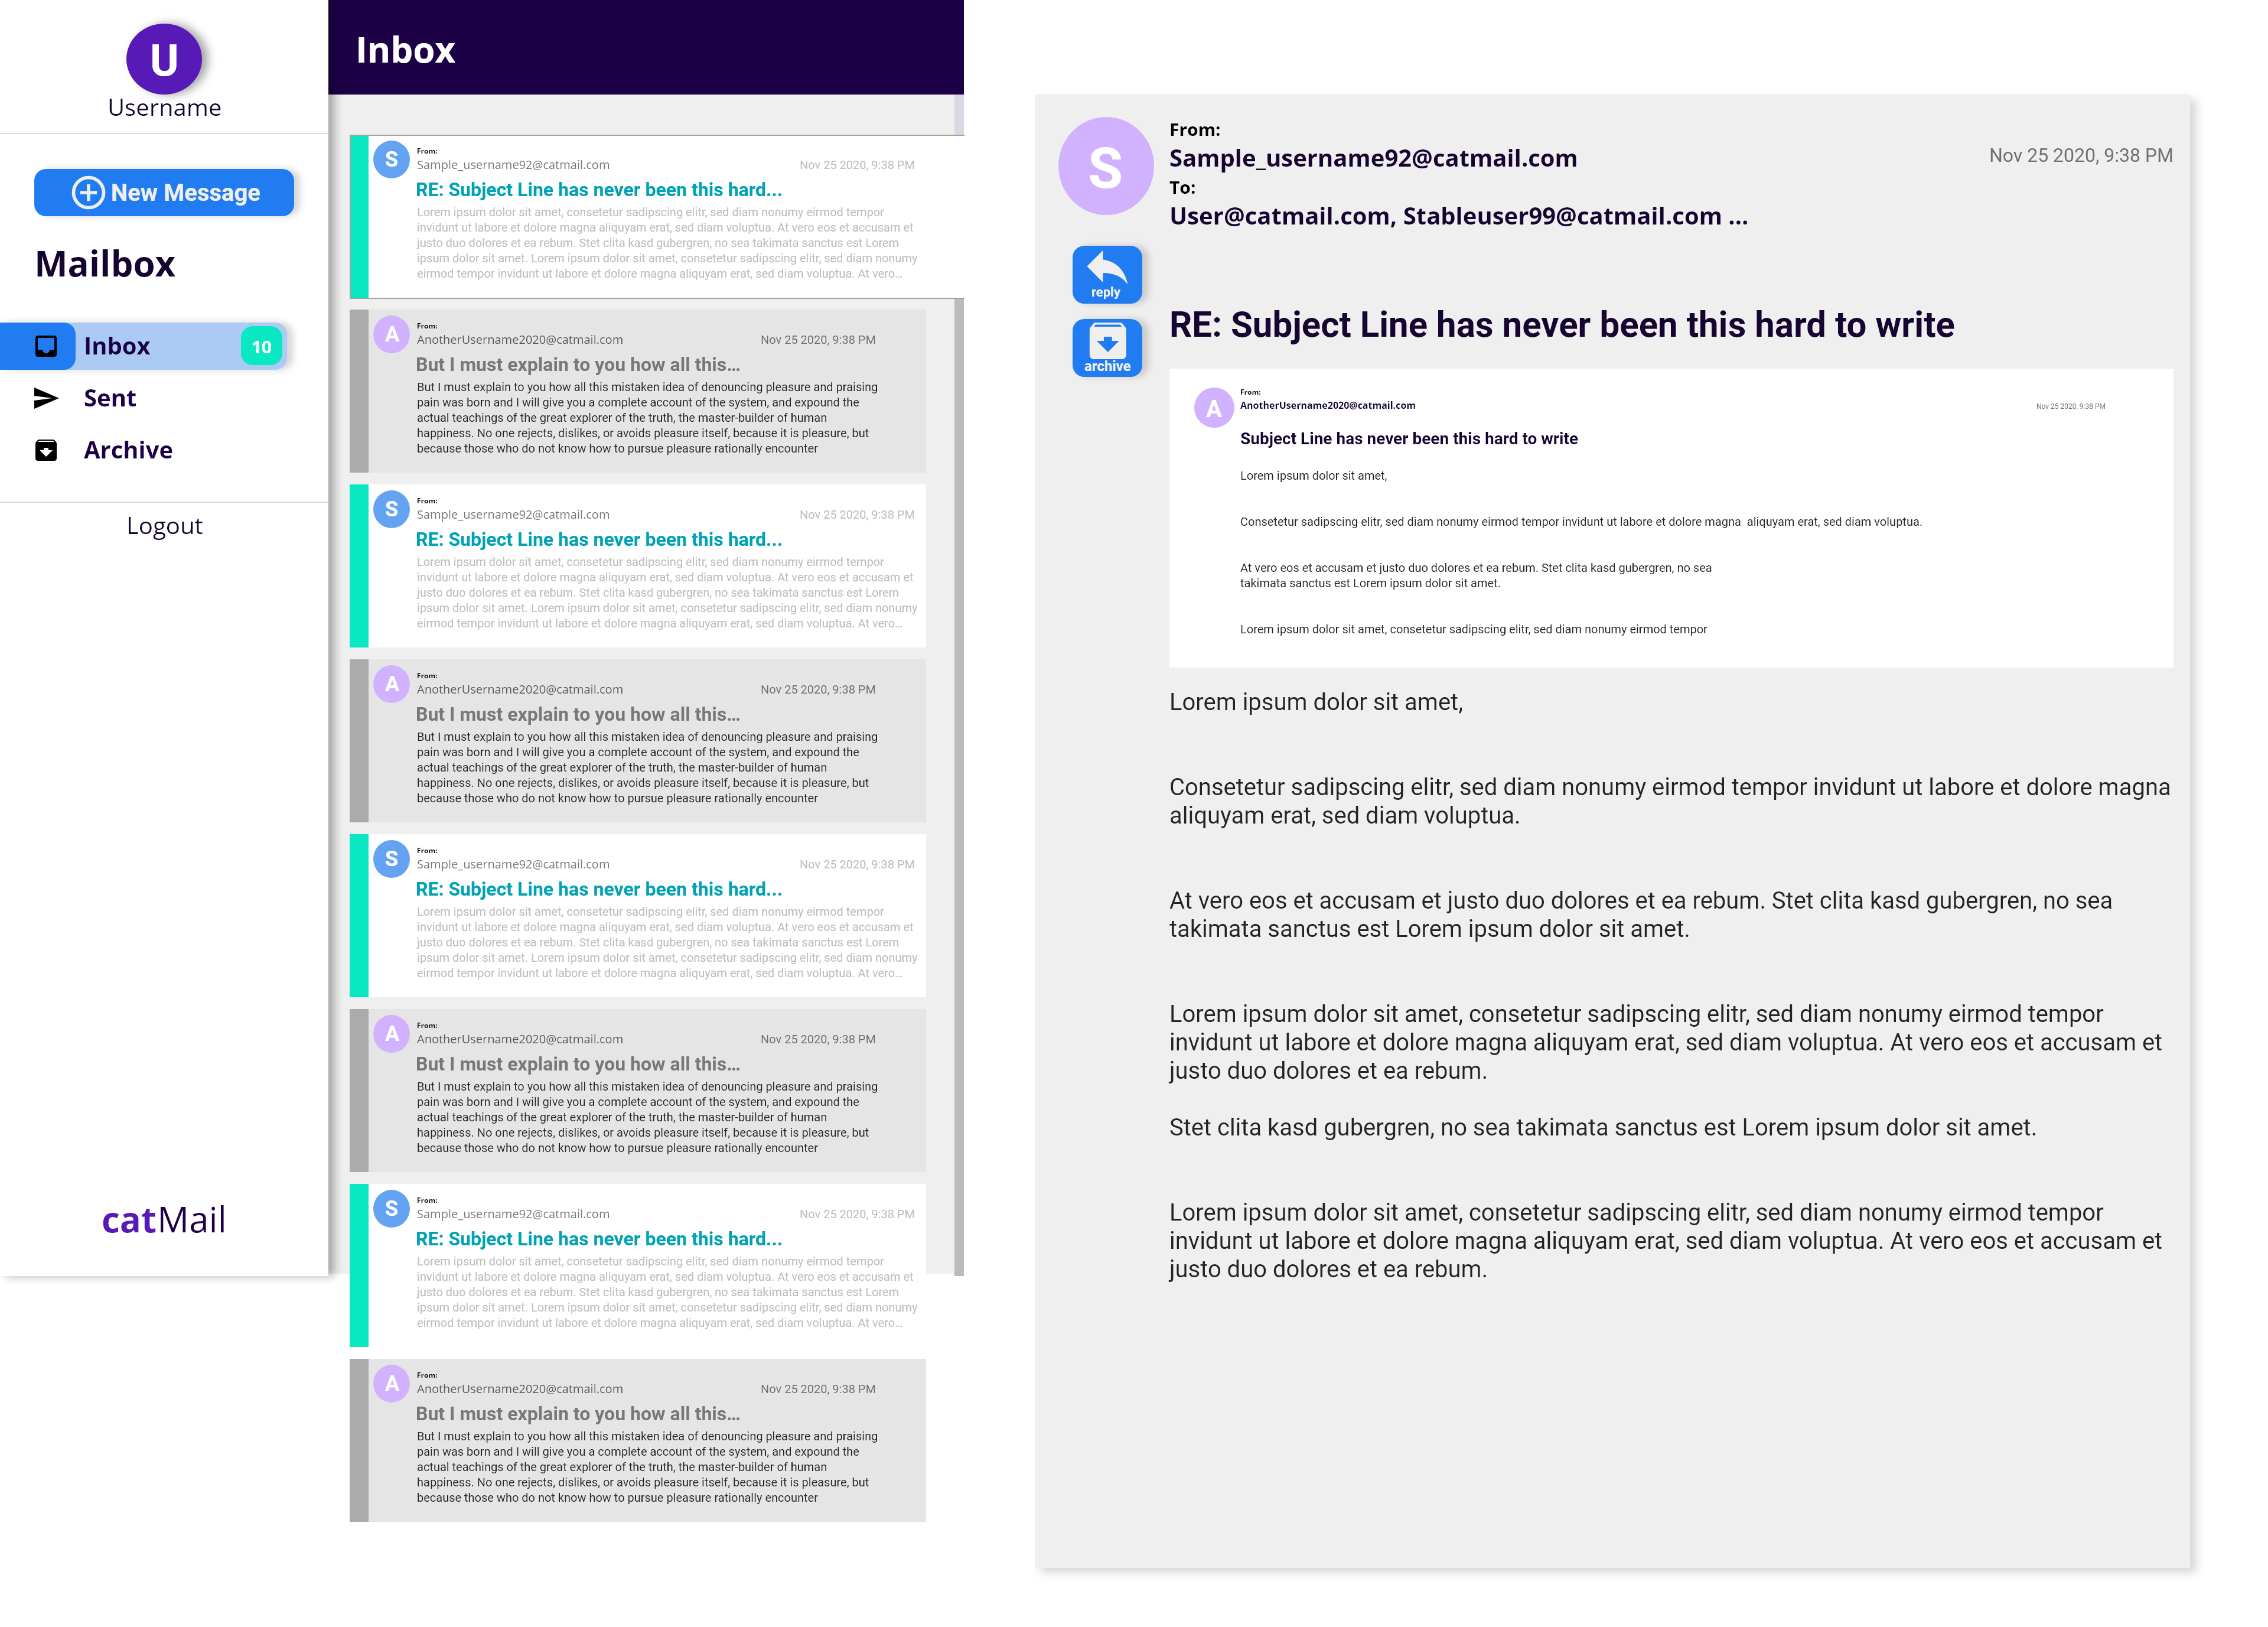 U
Username
New Message
Mailbox
Inbox
10
Sent
Archive
Logout
catMail
Inbox
S
From:
Sample_username92@catmail.com
Nov 25 2020, 9:38 PM
RE: Subject Line has never been this hard...
Lorem ipsum dolor sit amet, consetetur sadipscing elitr, sed diam nonumy eirmod tempor
invidunt ut labore et dolore magna aliquyam erat, sed diam voluptua. At vero eos et accusam et
justo duo dolores et ea rebum. Stet clita kasd gubergren, no sea takimata sanctus est Lorem
ipsum dolor sit amet. Lorem ipsum dolor sit amet, consetetur sadipscing elitr, sed diam nonumy
eirmod tempor invidunt ut labore et dolore magna aliquyam erat, sed diam voluptua. At vero...
A
From:
AnotherUsername2020@catmail.com
Nov 25 2020, 9:38 PM
But I must explain to you how all this...
But I must explain to you how all this mistaken idea of denouncing pleasure and praising
pain was born and I will give you a complete account of the system, and expound the
actual teachings of the great explorer of the truth, the master-builder of human
happiness. No one rejects, dislikes, or avoids pleasure itself, because it is pleasure, but
because those who do not know how to pursue pleasure rationally encounter
S
From:
Sample_username92@catmail.com
Nov 25 2020, 9:38 PM
RE: Subject Line has never been this hard...
Lorem ipsum dolor sit amet, consetetur sadipscing elitr, sed diam nonumy eirmod tempor
invidunt ut labore et dolore magna aliquyam erat, sed diam voluptua. At vero eos et accusam et
justo duo dolores et ea rebum. Stet clita kasd gubergren, no sea takimata sanctus est Lorem
ipsum dolor sit amet. Lorem ipsum dolor sit amet, consetetur sadipscing elitr, sed diam nonumy
eirmod tempor invidunt ut labore et dolore magna aliquyam erat, sed diam voluptua. At vero...
A
From:
AnotherUsername2020@catmail.com
Nov 25 2020, 9:38 PM
But I must explain to you how all this...
But I must explain to you how all this mistaken idea of denouncing pleasure and praising
pain was born and I will give you a complete account of the system, and expound the
actual teachings of the great explorer of the truth, the master-builder of human
happiness. No one rejects, dislikes, or avoids pleasure itself, because it is pleasure, but
because those who do not know how to pursue pleasure rationally encounter
S
From:
Sample_username92@catmail.com
Nov 25 2020, 9:38 PM
RE: Subject Line has never been this hard...
Lorem ipsum dolor sit amet, consetetur sadipscing elitr, sed diam nonumy eirmod tempor
invidunt ut labore et dolore magna aliquyam erat, sed diam voluptua. At vero eos et accusam et
justo duo dolores et ea rebum. Stet clita kasd gubergren, no sea takimata sanctus est Lorem
ipsum dolor sit amet. Lorem ipsum dolor sit amet, consetetur sadipscing elitr, sed diam nonumy
eirmod tempor invidunt ut labore et dolore magna aliquyam erat, sed diam voluptua. At vero...
A
From:
AnotherUsername2020@catmail.com
Nov 25 2020, 9:38 PM
But I must explain to you how all this...
But I must explain to you how all this mistaken idea of denouncing pleasure and praising
pain was born and I will give you a complete account of the system, and expound the
actual teachings of the great explorer of the truth, the master-builder of human
happiness. No one rejects, dislikes, or avoids pleasure itself, because it is pleasure, but
because those who do not know how to pursue pleasure rationally encounter
S
From:
Sample_username92@catmail.com
Nov 25 2020, 9:38 PM
RE: Subject Line has never been this hard...
Lorem ipsum dolor sit amet, consetetur sadipscing elitr, sed diam nonumy eirmod tempor
invidunt ut labore et dolore magna aliquyam erat, sed diam voluptua. At vero eos et accusam et
justo duo dolores et ea rebum. Stet clita kasd gubergren, no sea takimata sanctus est Lorem
ipsum dolor sit amet. Lorem ipsum dolor sit amet, consetetur sadipscing elitr, sed diam nonumy
eirmod tempor invidunt ut labore et dolore magna aliquyam erat, sed diam voluptua. At vero...
A
From:
AnotherUsername2020@catmail.com
Nov 25 2020, 9:38 PM
But I must explain to you how all this...
But I must explain to you how all this mistaken idea of denouncing pleasure and praising
pain was born and I will give you a complete account of the system, and expound the
actual teachings of the great explorer of the truth, the master-builder of human
happiness. No one rejects, dislikes, or avoids pleasure itself, because it is pleasure, but
because those who do not know how to pursue pleasure rationally encounter
S
From:
Sample_username92@catmail.com
Nov 25 2020, 9:38 PM
To:
User@catmail.com, Stableuser99@catmail.com ...
reply
archive
RE: Subject Line has never been this hard to write
A
From:
AnotherUsername2020@catmail.com
Nov 25 2020, 9:38 PM
Subject Line has never been this hard to write
Lorem ipsum dolor sit amet,
Consetetur sadipscing elitr, sed diam nonumy eirmod tempor invidunt ut labore et dolore magna aliquyam erat, sed diam voluptua.
At vero eos et accusam et justo duo dolores et ea rebum. Stet clita kasd gubergren, no sea
takimata sanctus est Lorem ipsum dolor sit amet.
Lorem ipsum dolor sit amet, consetetur sadipscing elitr, sed diam nonumy eirmod tempor
Lorem ipsum dolor sit amet,
Consetetur sadipscing elitr, sed diam nonumy eirmod tempor invidunt ut labore et dolore magna
aliquyam erat, sed diam voluptua.
At vero eos et accusam et justo duo dolores et ea rebum. Stet clita kasd gubergren, no sea
takimata sanctus est Lorem ipsum dolor sit amet.
Lorem ipsum dolor sit amet, consetetur sadipscing elitr, sed diam nonumy eirmod tempor
invidunt ut labore et dolore magna aliquyam erat, sed diam voluptua. At vero eos et accusam et
justo duo dolores et ea rebum.
Stet clita kasd gubergren, no sea takimata sanctus est Lorem ipsum dolor sit amet.
Lorem ipsum dolor sit amet, consetetur sadipscing elitr, sed diam nonumy eirmod tempor
invidunt ut labore et dolore magna aliquyam erat, sed diam voluptua. At vero eos et accusam et
justo duo dolores et ea rebum.